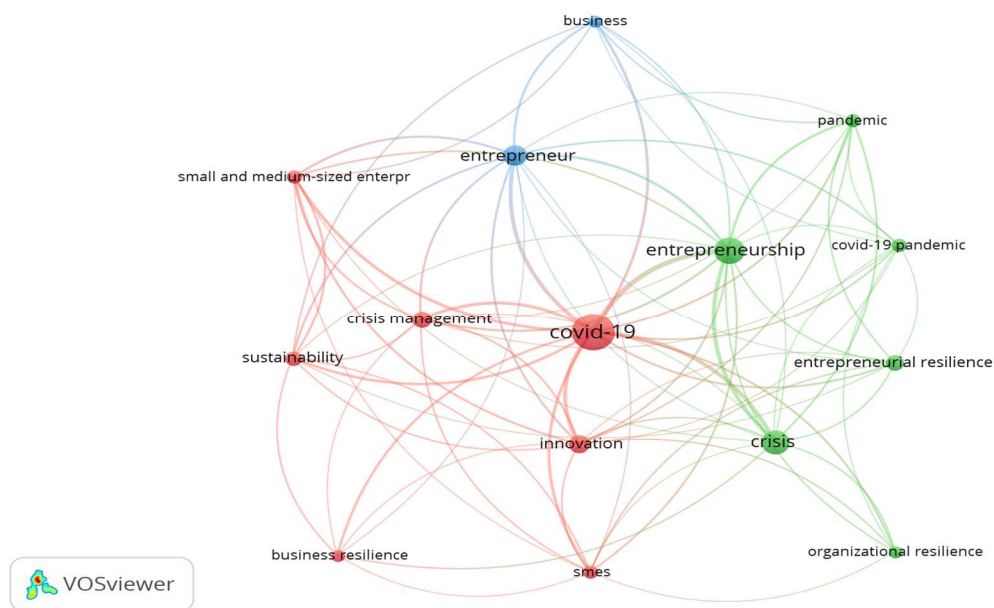 business
pandemic
entrepreneur
small and medium-sized enterpr
entrepreneurship
covid-19 pandemic
crisis management
covid-19
sustainability
entrepreneurial resilience
innovation
crisis
business resilience
organizational resilience
smes
VOSviewer